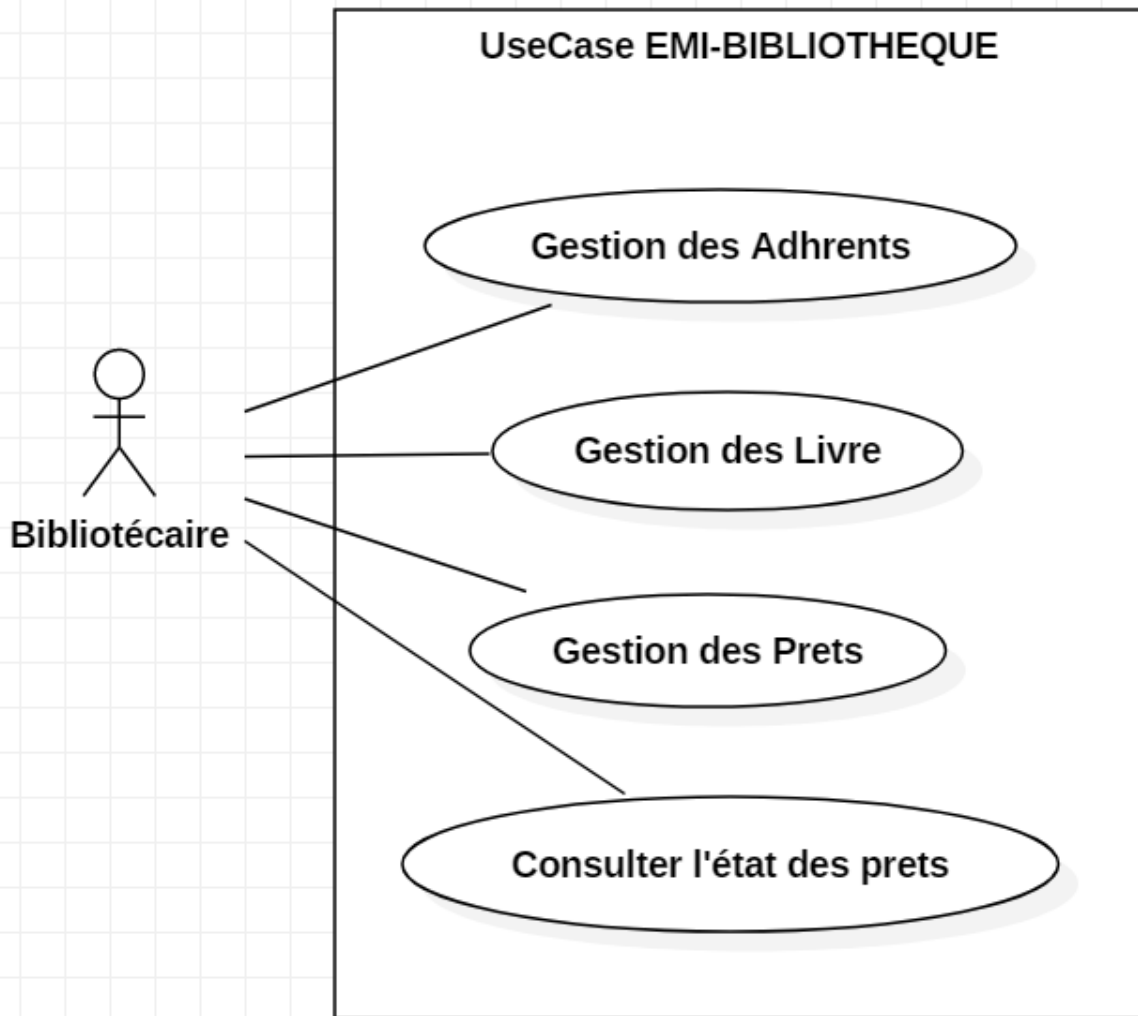 UseCase EMI-BIBLIOTHEQUE
Gestion des Adhrents
Gestion des Livre
Bibliotécaire
Gestion des Prets
Consulter l'état des prets